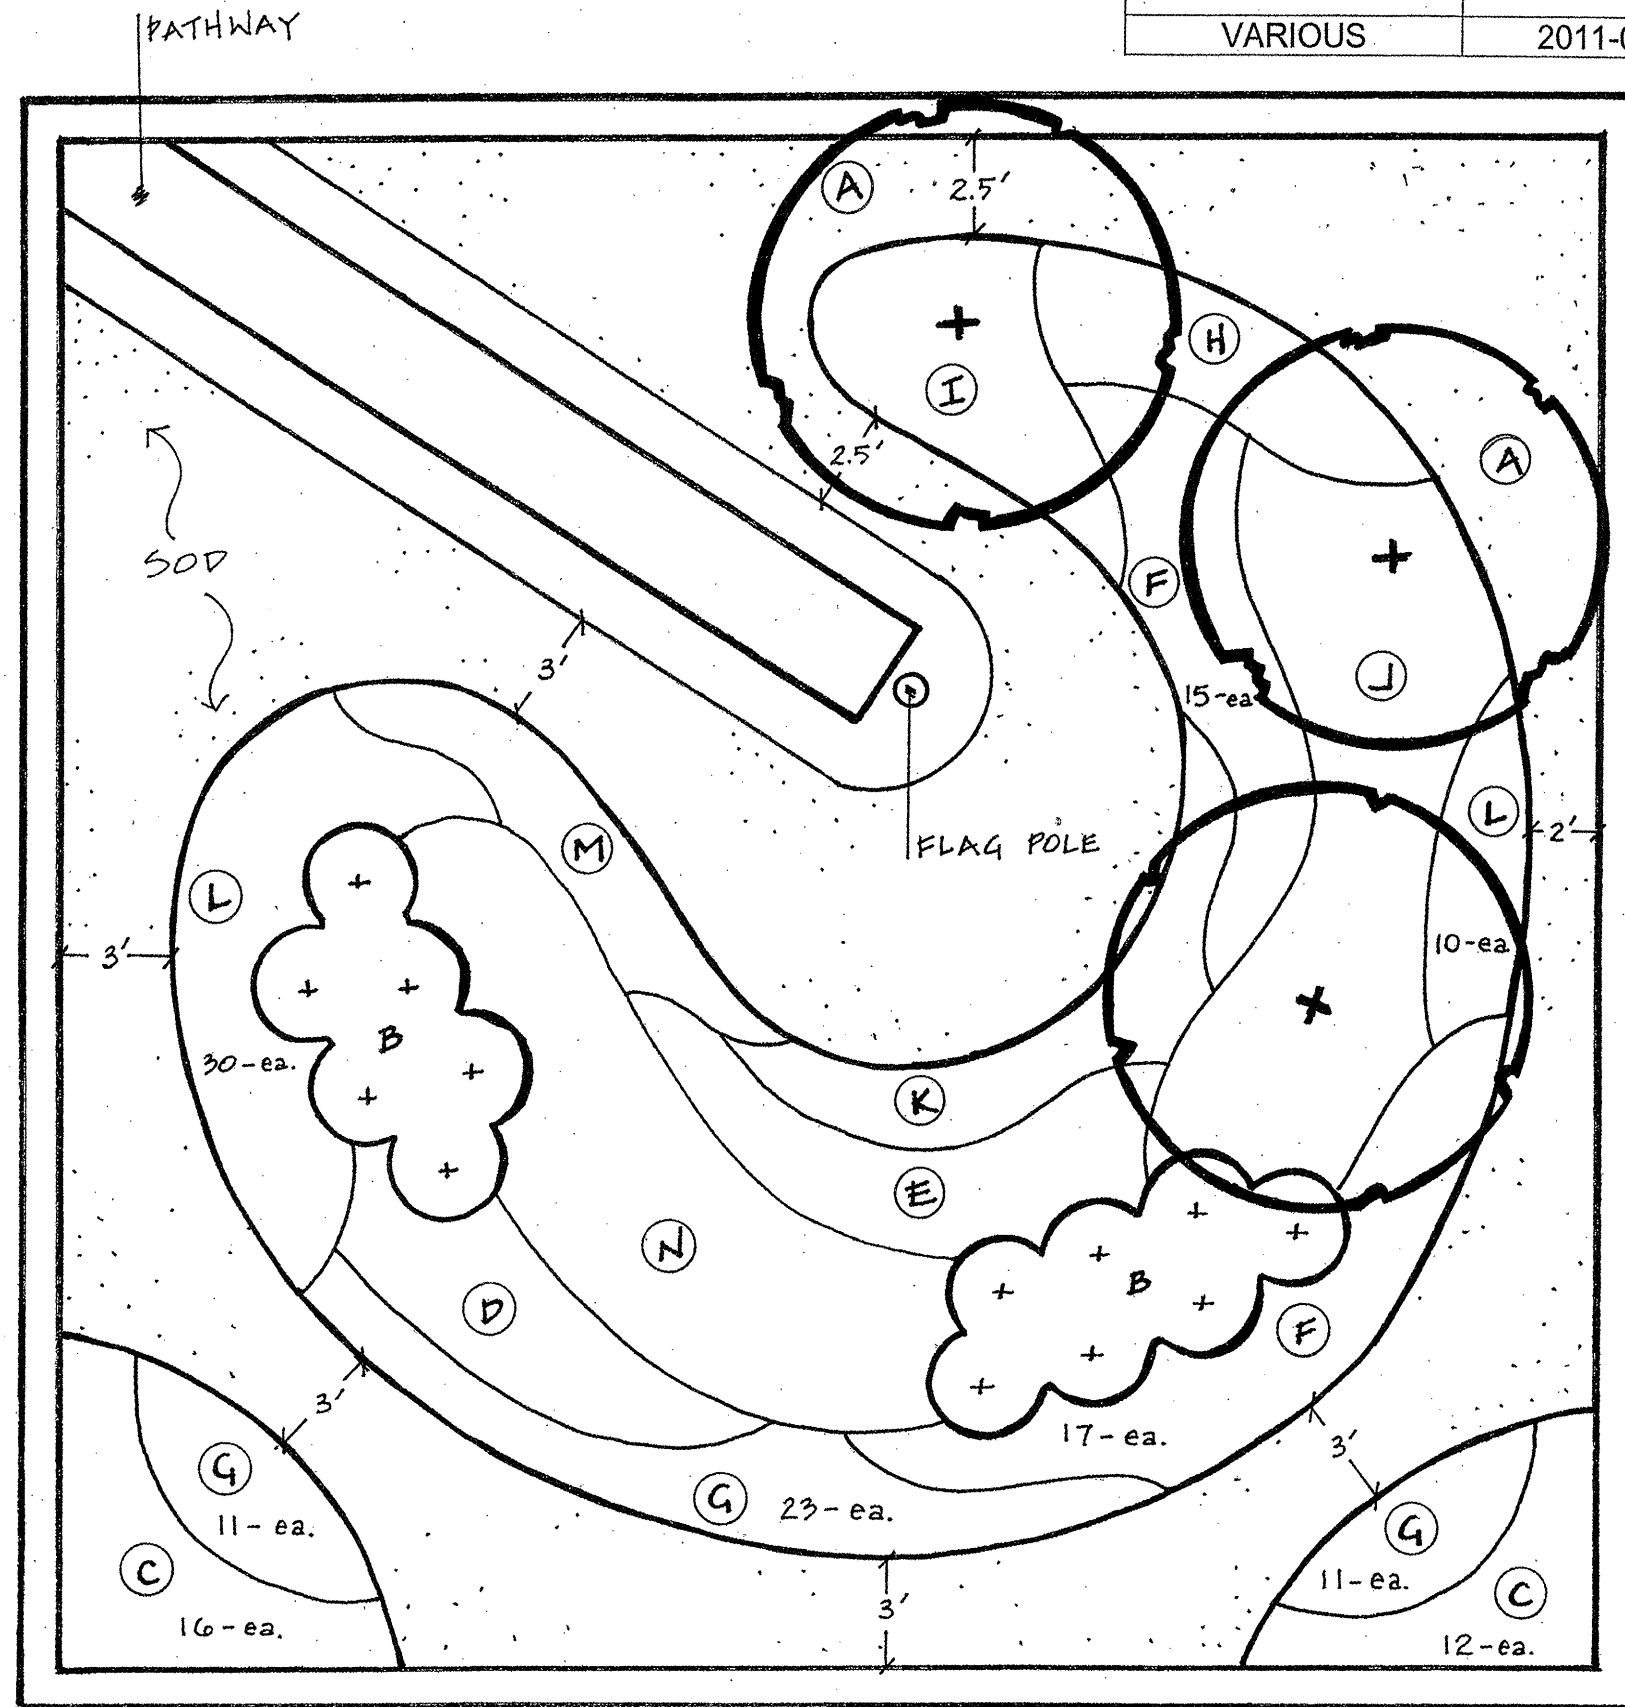 PATHWAY
VARIOUS
A
2.5'
H
I
A
2.5'
SOD
F
3'
J
15-ea
L
2'
M
FLAG POLE
L
10-ea
3'
B
30-ea.
K
E
N
B
D
F
3'
17-ea.
3'
G
G
23-ea.
G
11-ea.
C
11-ea.
C
3'
16-ea.
12-ea.